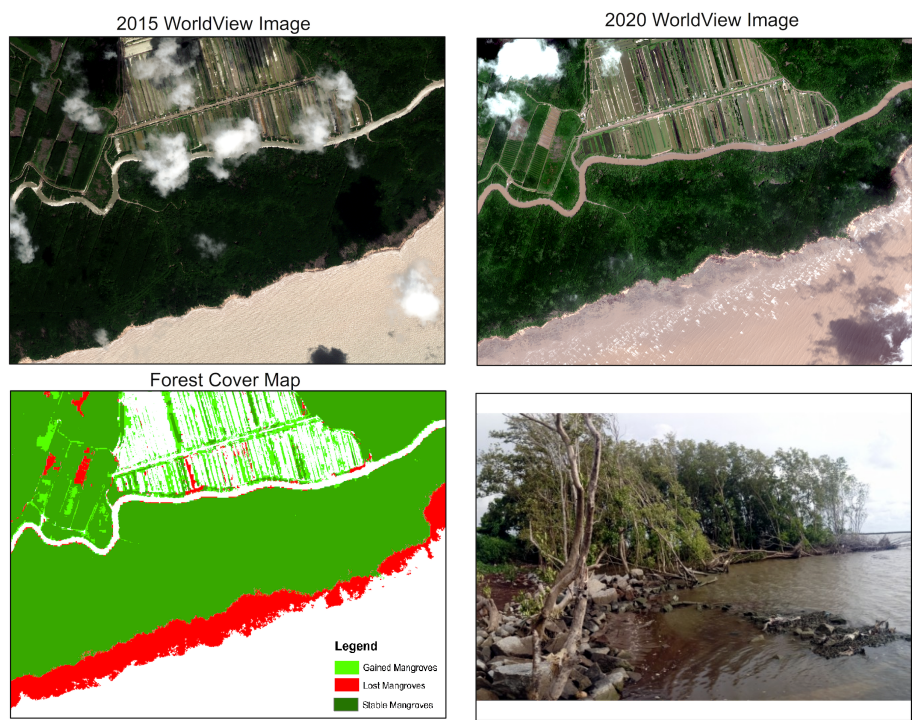 2015 WorldView Image
2020 WorldView Image
Forest Cover Map
Legend
Gained Mangroves
Lost Mangroves
Stable Mangroves